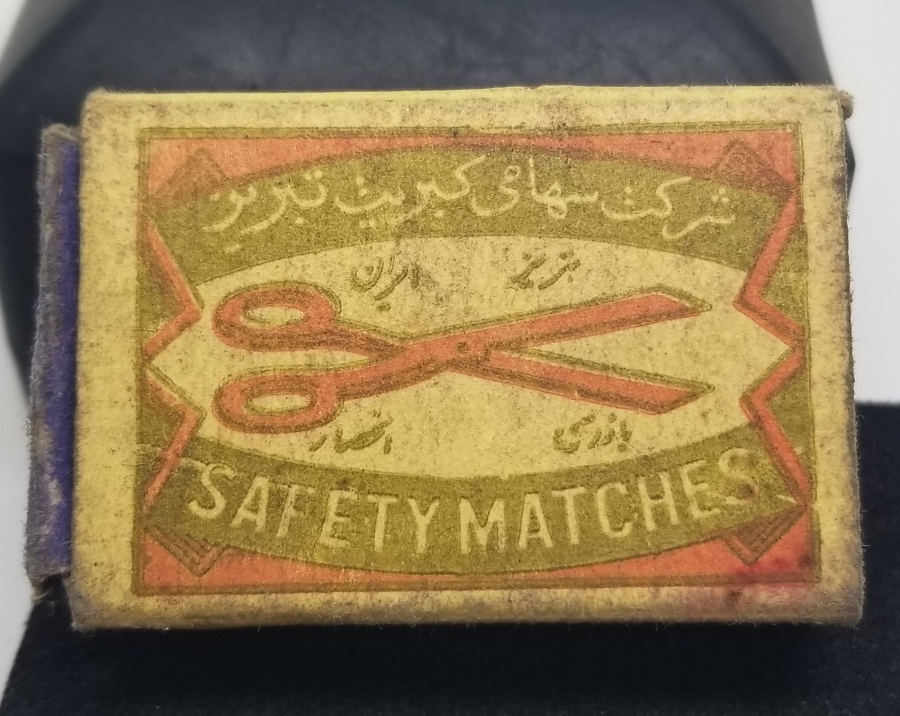 شرکت سهامی کبریت تبریز
تبریز ایران
بازرسی انحصار
SAFETY MATCHES